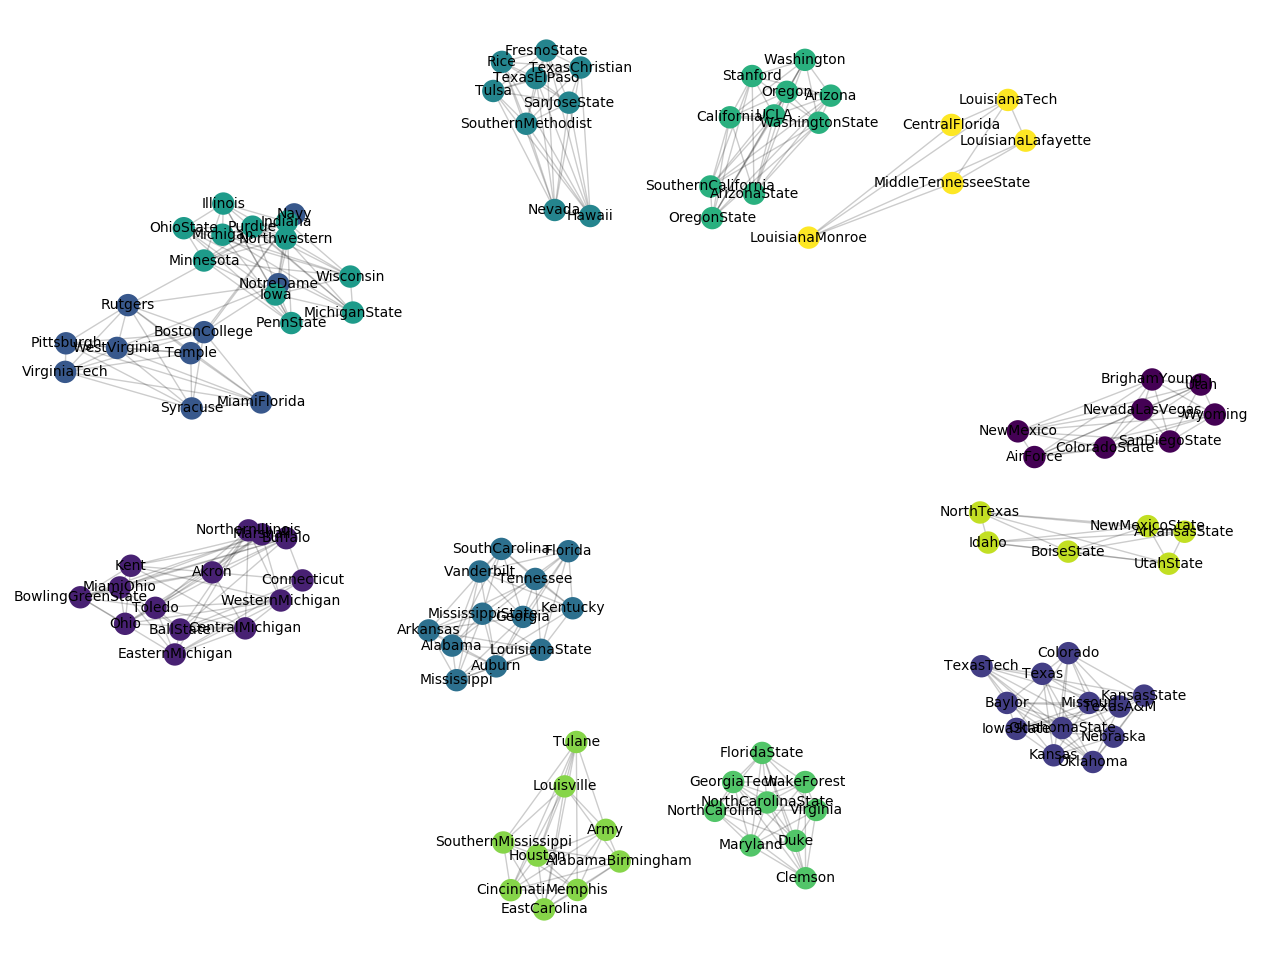 FresnoState
Rice
TexasChristian
TexasElPaso
Tulsa
SanJoseState
SouthernMethodist
Nevada
Hawaii
Washington
Stanford
Oregon
Arizona
California
UCLA
WashingtonState
SouthernCalifornia
ArizonaState
OregonState
LouisianaTech
CentralFlorida
LouisianaLafayette
MiddleTennesseeState
LouisianaMonroe
Illinois
Navy
OhioState
Purdue
Indiana
Michigan
Northwestern
Minnesota
Wisconsin
NotreDame
Iowa
MichiganState
PennState
Rutgers
BostonCollege
Pittsburgh
WestVirginia
Temple
VirginiaTech
Syracuse
MiamiFlorida
BrighamYoung
Utah
NevadaLasVegas
Wyoming
NewMexico
SanDiegoState
ColoradoState
AirForce
NorthTexas
NewMexicoState
ArkansasState
Idaho
BoiseState
UtahState
NorthernIllinois
Marshall
Buffalo
Kent
Akron
Connecticut
MiamiOhio
BowlingGreenState
WesternMichigan
Toledo
Ohio
BallState
CentralMichigan
EasternMichigan
SouthCarolina
Florida
Vanderbilt
Tennessee
MississippiState
Georgia
Kentucky
Arkansas
Alabama
LouisianaState
Auburn
Mississippi
Colorado
TexasTech
Texas
KansasState
Baylor
Missouri
TexasA&M
IowaState
OklahomaState
Nebraska
Kansas
Oklahoma
Tulane
Louisville
Army
SouthernMississippi
Houston
AlabamaBirmingham
Cincinnati
Memphis
EastCarolina
FloridaState
GeorgiaTech
WakeForest
NorthCarolinaState
NorthCarolina
Virginia
Maryland
Duke
Clemson